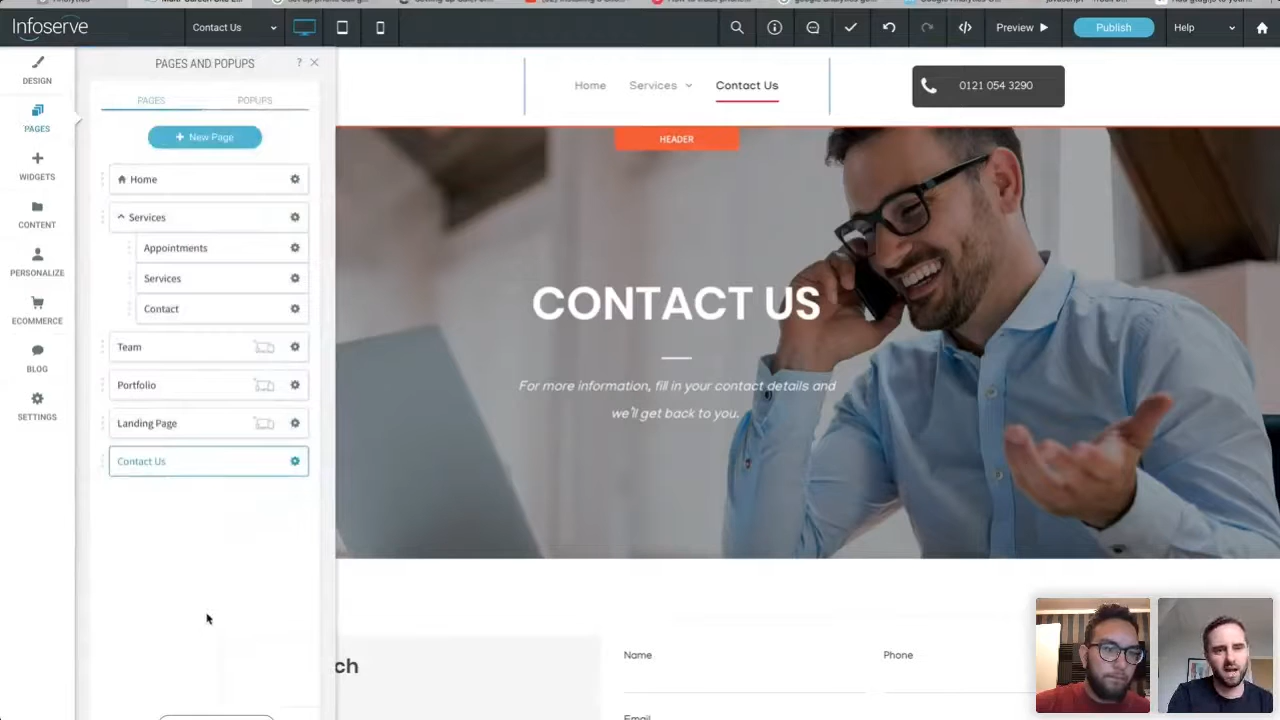 Infoserve
Contact Us
Preview
Publish
Help
DESIGN
PAGES
WIDGETS
CONTENT
PERSONALIZE
ECOMMERCE
BLOG
SETTINGS
PAGES AND POPUPS
?
PAGES
POPUPS
+ New Page
Home
Services
Appointments
Services
Contact
Team
Portfolio
Landing Page
Contact Us
Home
Services
Contact Us
0121 054 3290
HEADER
CONTACT US
For more information, fill in your contact details and
we'll get back to you.
ch
Name
Phone
Email